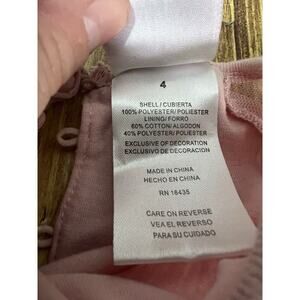 4
SHELL/CUBIERTA
100% POLYESTER/POLIESTER
LINING/FORRO
60% COTTON/ALGODON
40% POLYESTER/POLIESTER
EXCLUSIVE OF DECORATION
EXCLUSIVO DE DECORACION
MADE IN CHINA
HECHO EN CHINA
RN 16435
CARE ON REVERSE
VEA EL REVERSO
PARA SU CUIDADO